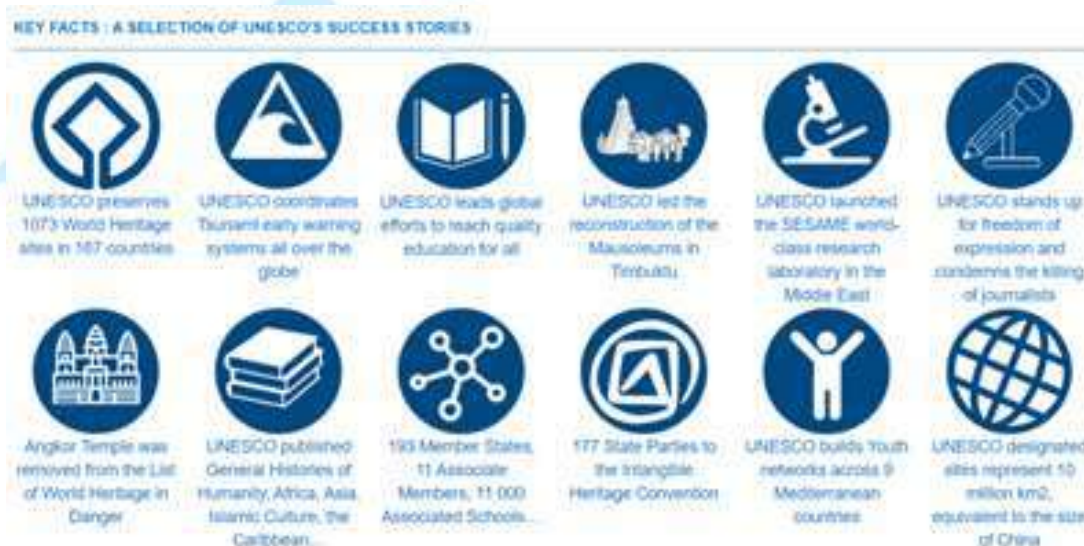 KEY FACTS : A SELECTION OF UNESCO'S SUCCESS STORIES
UNESCO preserves
1073 World Heritage
sites in 167 countries
UNESCO coordinates
Tsunami early warning
systems all over the
globe
UNESCO leads global
efforts to reach quality
education for all
UNESCO led the
reconstruction of the
Mausoleums in
Timbuktu
UNESCO launched
the SESAME world-
class research
laboratory in the
Middle East
UNESCO stands up
for freedom of
expression and
condemns the killing
of journalists
Angkor Temple was
removed from the List
of World Heritage in
Danger
UNESCO published
General Histories of
Humanity, Africa, Asia,
Islamic Culture, the
Caribbean...
193 Member States,
11 Associate
Members, 11 000
Associated Schools...
177 State Parties to
the Intangible
Heritage Convention
UNESCO builds Youth
networks across 9
Mediterranean
countries
UNESCO designated
sites represent 10
million km2,
equivalent to the size
of China